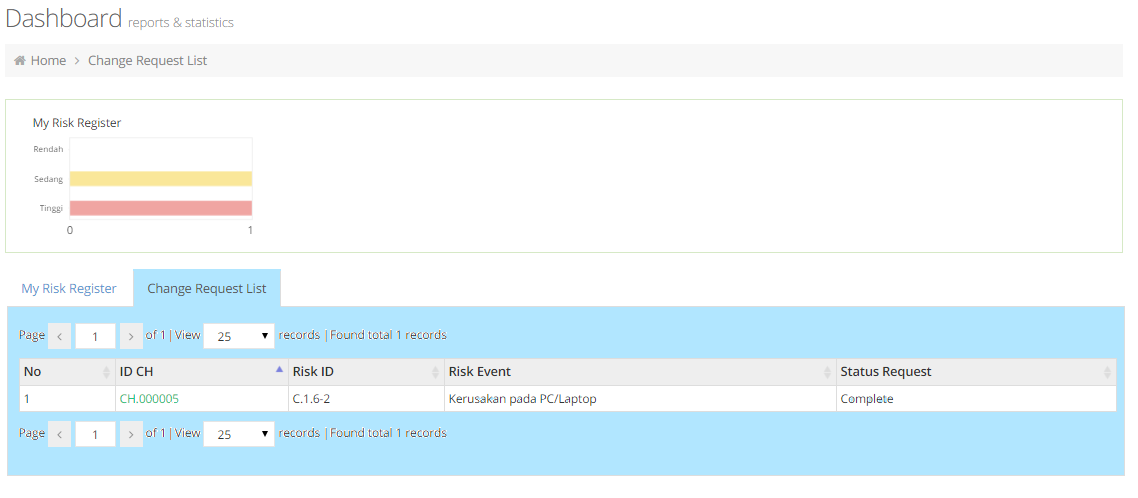 Dashboard reports & statistics
Home > Change Request List
My Risk Register
Rendah
Sedang
Tinggi
0 1
My Risk Register Change Request List
Page < 1 > of 1 | View 25 records | Found total 1 records
No ID CH Risk ID Risk Event Status Request
1 CH.000005 C.1.6-2 Kerusakan pada PC/Laptop Complete
Page < 1 > of 1 | View 25 records | Found total 1 records